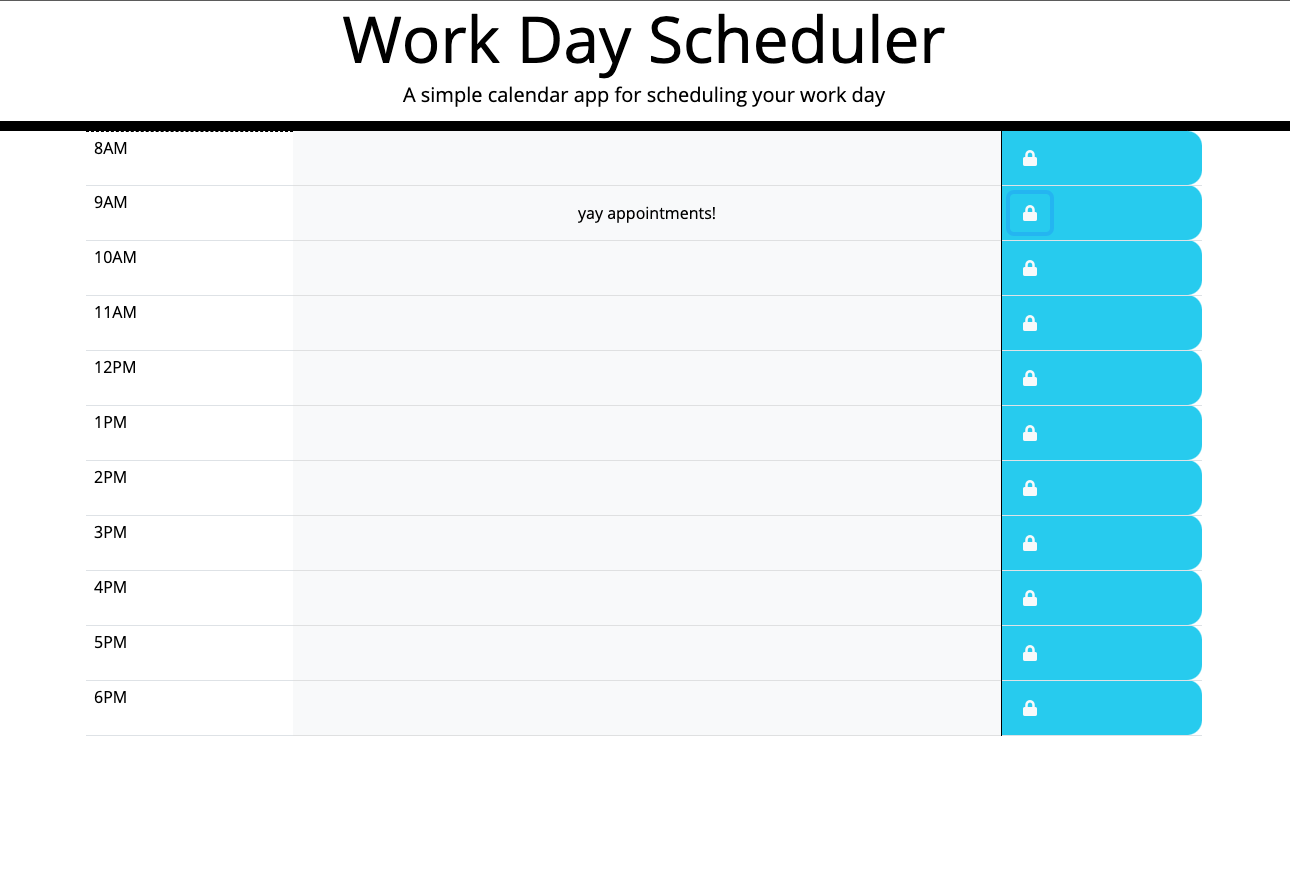 Work Day Scheduler
A simple calendar app for scheduling your work day
8AM
9AM yay appointments!
10AM
11AM
12PM
1PM
2PM
3PM
4PM
5PM
6PM